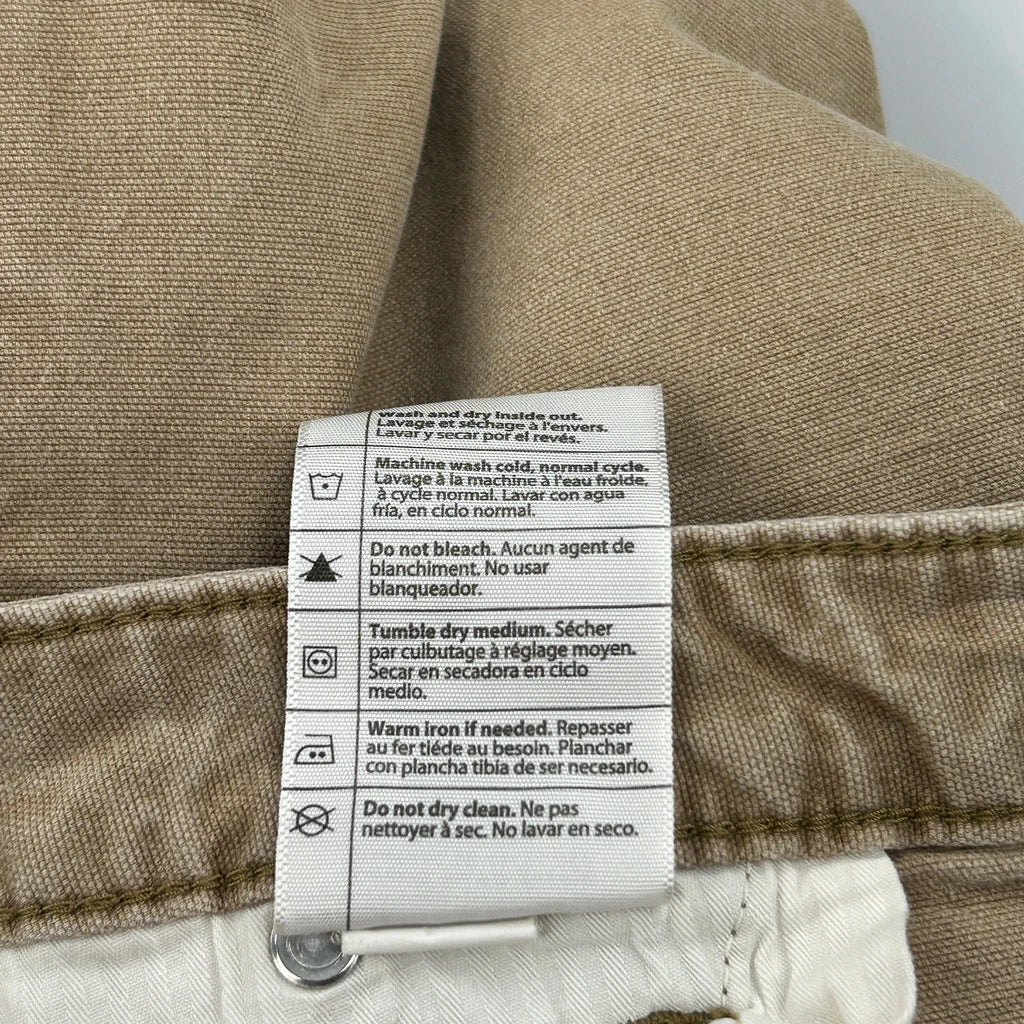 wash and dry inside out.
Lavage et séchage à l'envers.
Lavar y secar por el revés.
Machine wash cold, normal cycle.
Lavage à la machine à l'eau froide,
à cycle normal. Lavar con agua
fría, en ciclo normal.
Do not bleach. Aucun agent de
blanchiment. No usar
blanqueador.
Tumble dry medium. Sécher
par culbutage à réglage moyen.
Secar en secadora en ciclo
medio.
Warm iron if needed. Repasser
au fer tiéde au besoin. Planchar
con plancha tibia de ser necesario.
Do not dry clean. Ne pas
nettoyer à sec. No lavar en seco.